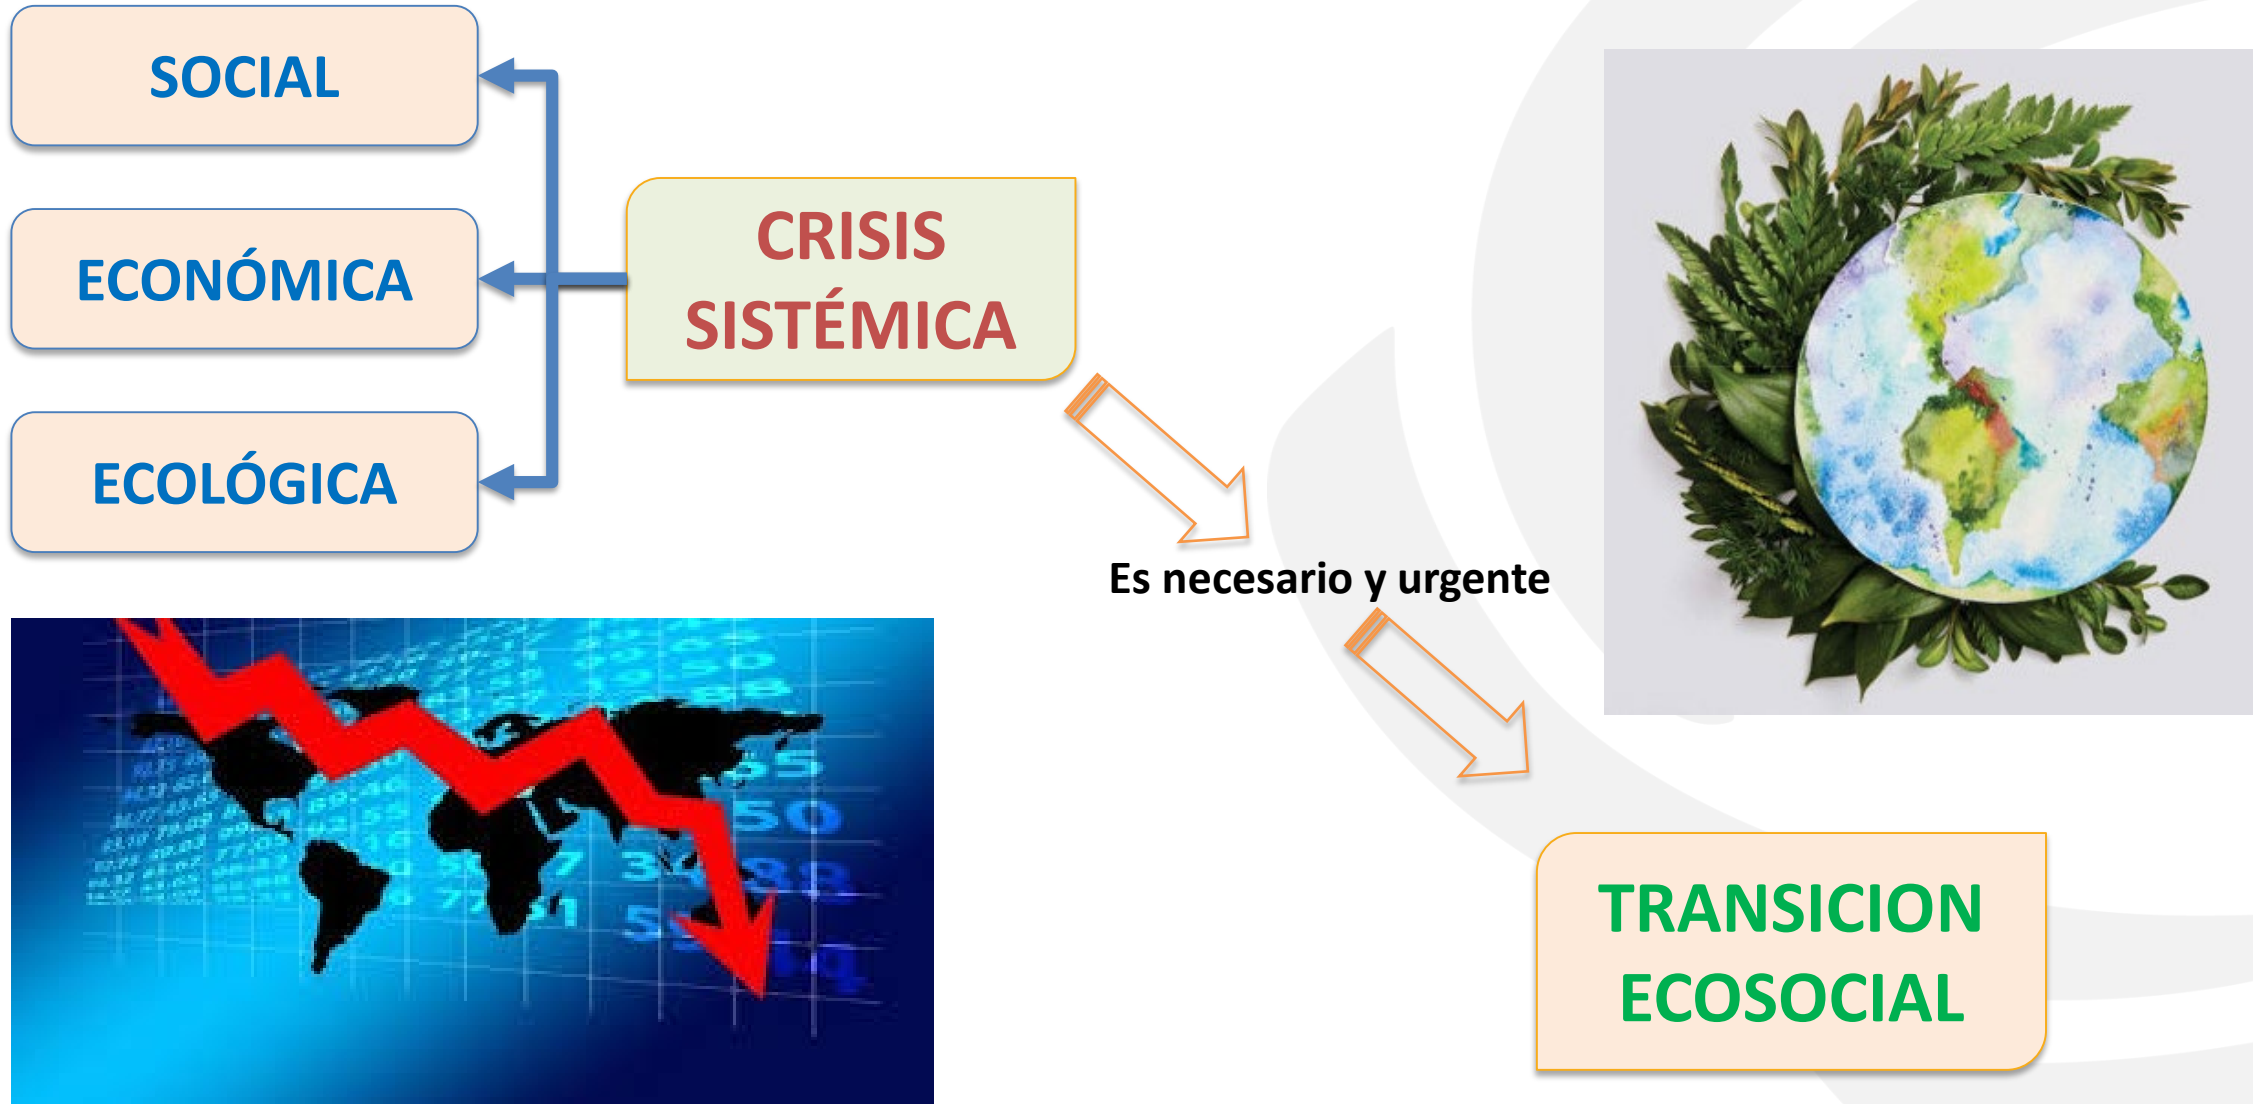 SOCIAL
ECONÓMICA
ECOLÓGICA
CRISIS
SISTÉMICA
Es necesario y urgente
TRANSICION
ECOSOCIAL